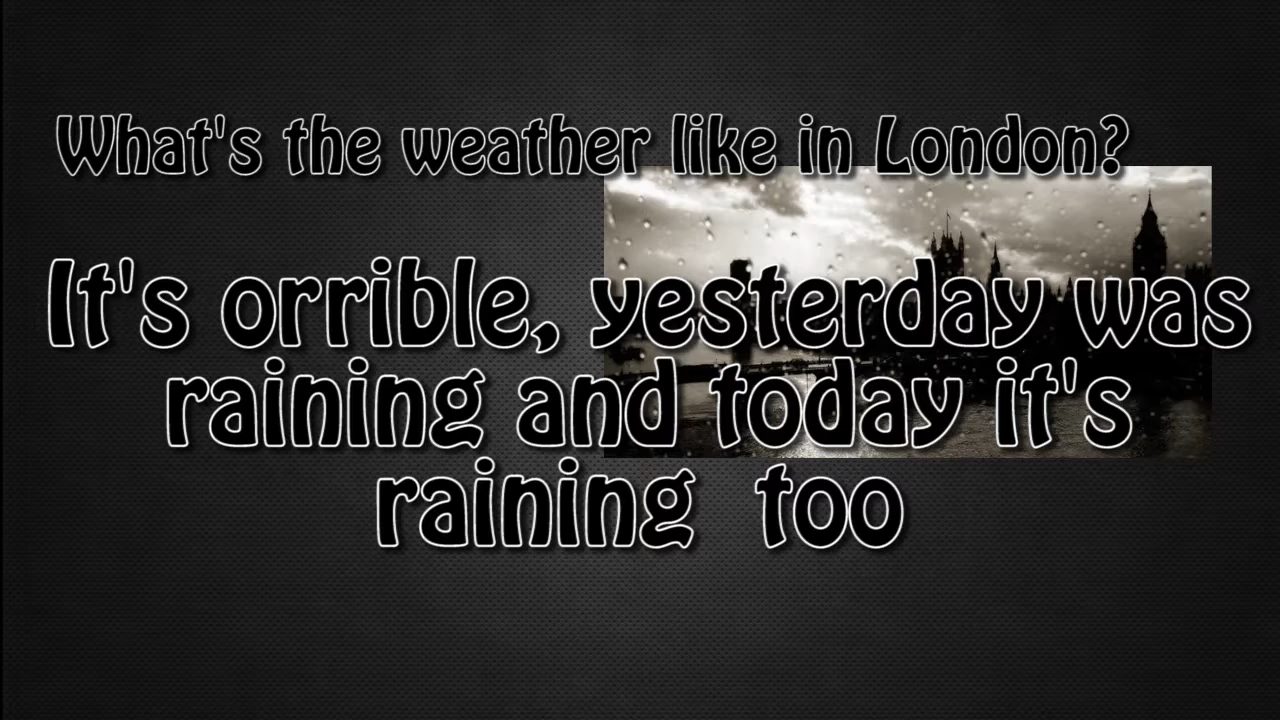 What's the weather like in London?
It's orrible, yesterday was
raining and today it's
raining too